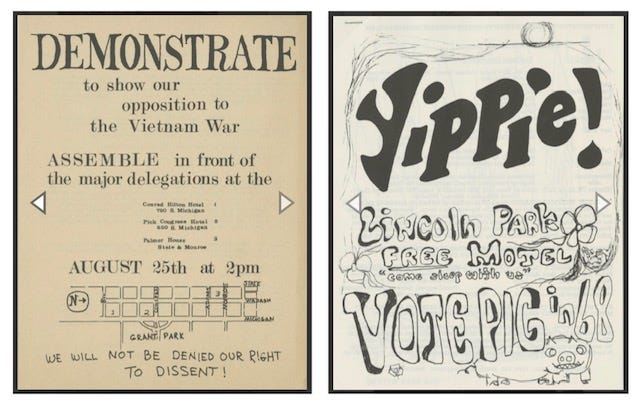 DEMONSTRATE
to show our
opposition to
the Vietnam War
ASSEMBLE in front of
the major delegations at the
Conrad Hilton Hotel 1
720 S. Michigan
Pick Congress Hotel 2
S. Michigan
Palmer House 3
State & Monroe
AUGUST 25th at 2pm
N
STATE
3
WABASH
1 2
MICHIGAN
GRANT PARK
WE WILL NOT BE DENIED OUR RIGHT
TO DISSENT!
Yippie!
Lincoln Park
FREE MOTEL
"come sleep with us"
VOTE PIG in 68